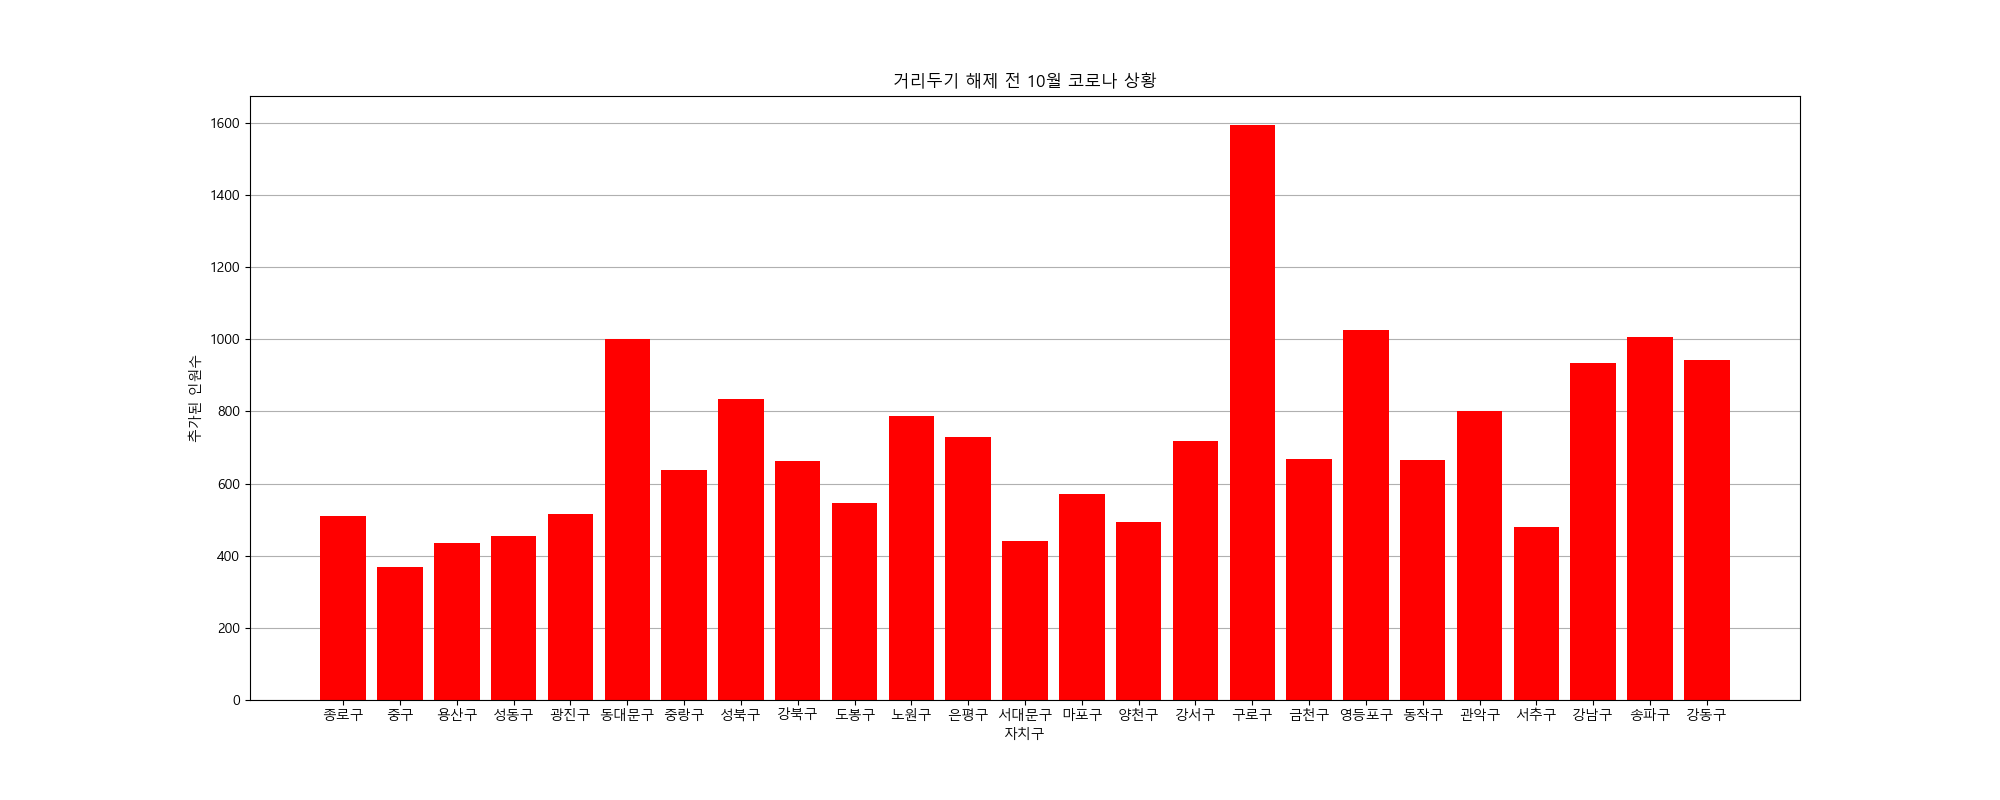 거리두기 해제 전 10월 코로나 상황
추가된 인원수
1600
1400
1200
1000
800
600
400
200
0
종로구 중구 용산구 성동구 광진구 동대문구 중랑구 성북구 강북구 도봉구 노원구 은평구 서대문구 마포구 양천구 강서구 구로구 금천구 영등포구 동작구 관악구 서추구 강남구 송파구 강동구
자치구